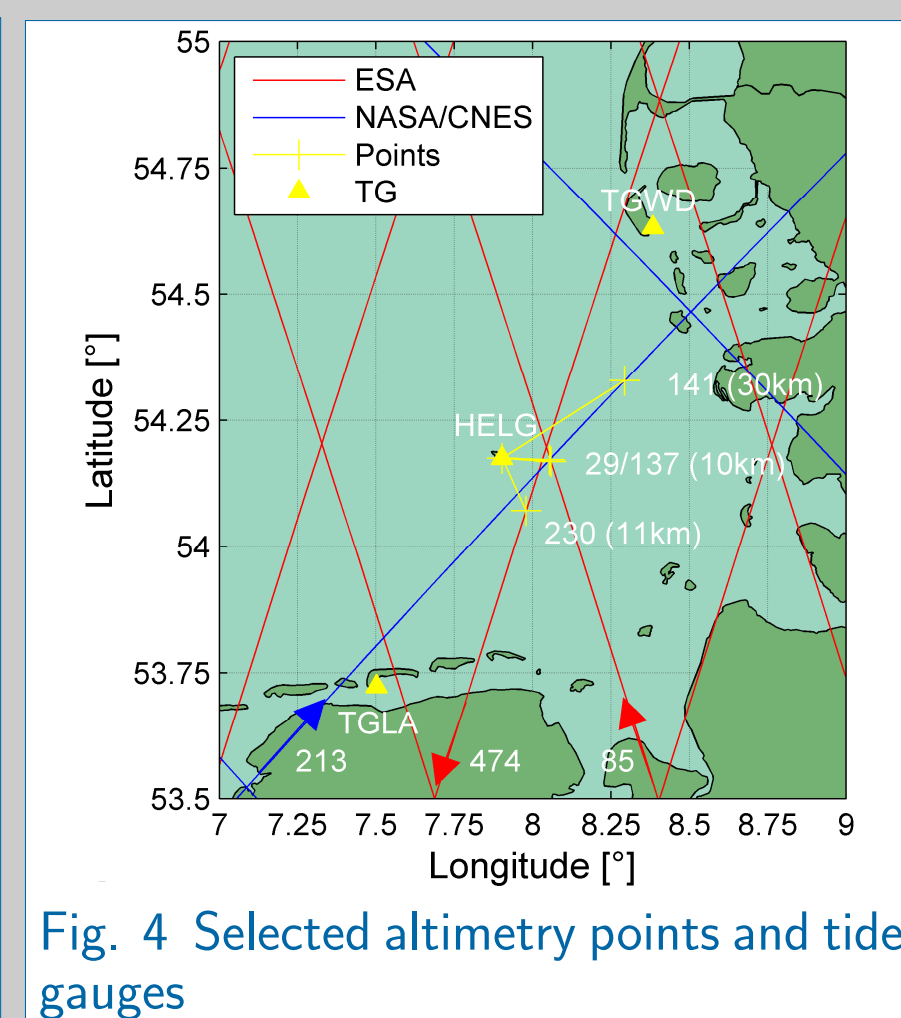 55
ESA
NASA/CNES
Points
TG
54.75
TGWD
54.5
141 (30km)
54.25
HELG
29/137 (10km)
230 (11km)
54
53.75
TGLA
213
474
85
53.5
Latitude [°]
7 7.25 7.5 7.75 8 8.25 8.5 8.75 9
Longitude [°]
Fig. 4 Selected altimetry points and tide
gauges